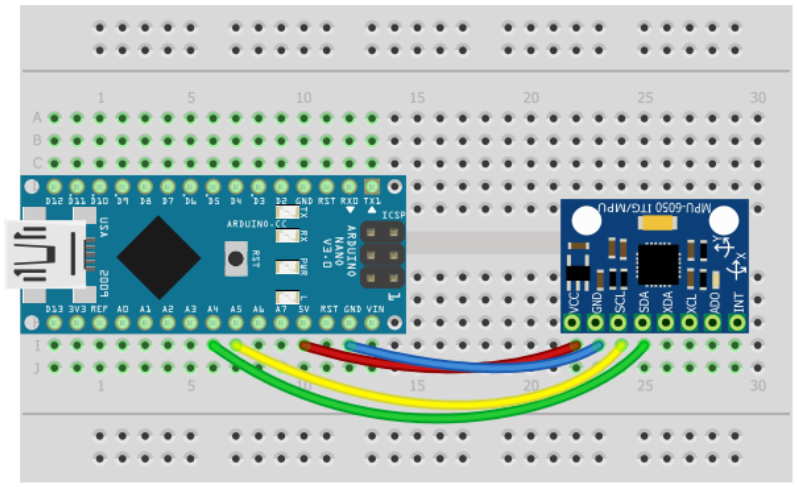 1 5 10 15 20 25 30
A
B
C
D12 D11 D10 D9 D8 D7 D6 D5 D4 D3 D2 GND RST RX0 TX1
TX
RX
PWR
L
ARDUINO.CC
RST
USA
2009
ARDUINO
NANO
V3.0
ICSP
1
D13 3V3 REF A0 A1 A2 A3 A4 A5 A6 A7 5V RST GND VIN
MPU-6050 ITG/MPU
X
VCC GND SCL SDA XDA XCL ADO INT
I
J
1 5 10 15 20 25 30